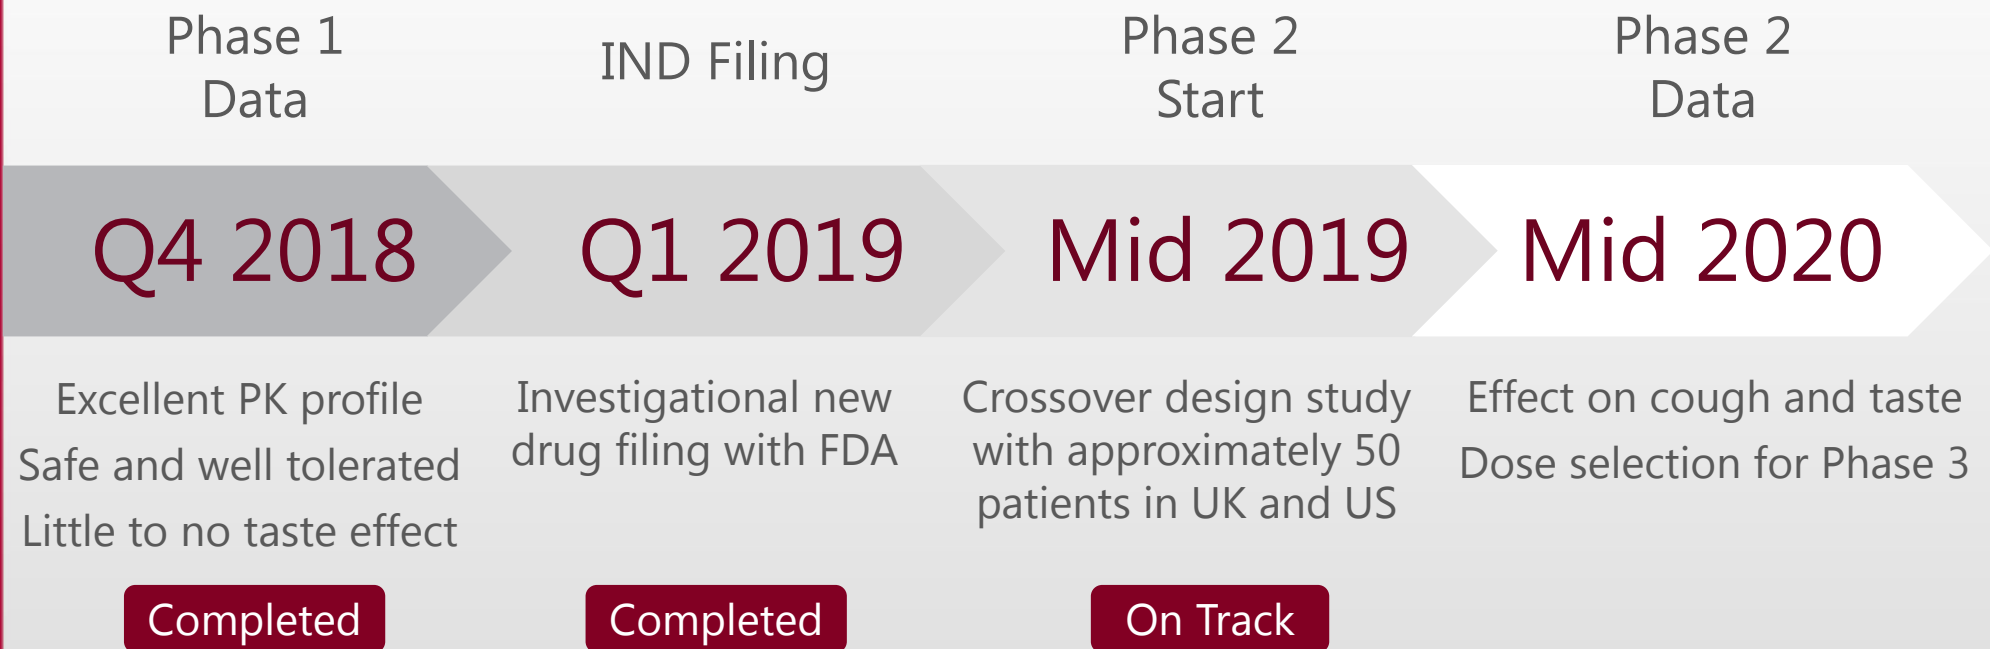 Phase 1
Data
IND Filing
Phase 2
Start
Phase 2
Data
Q4 2018
Q1 2019
Mid 2019
Mid 2020
Excellent PK profile
Safe and well tolerated
Little to no taste effect
Investigational new
drug filing with FDA
Crossover design study
with approximately 50
patients in UK and US
Effect on cough and taste
Dose selection for Phase 3
Completed
Completed
On Track